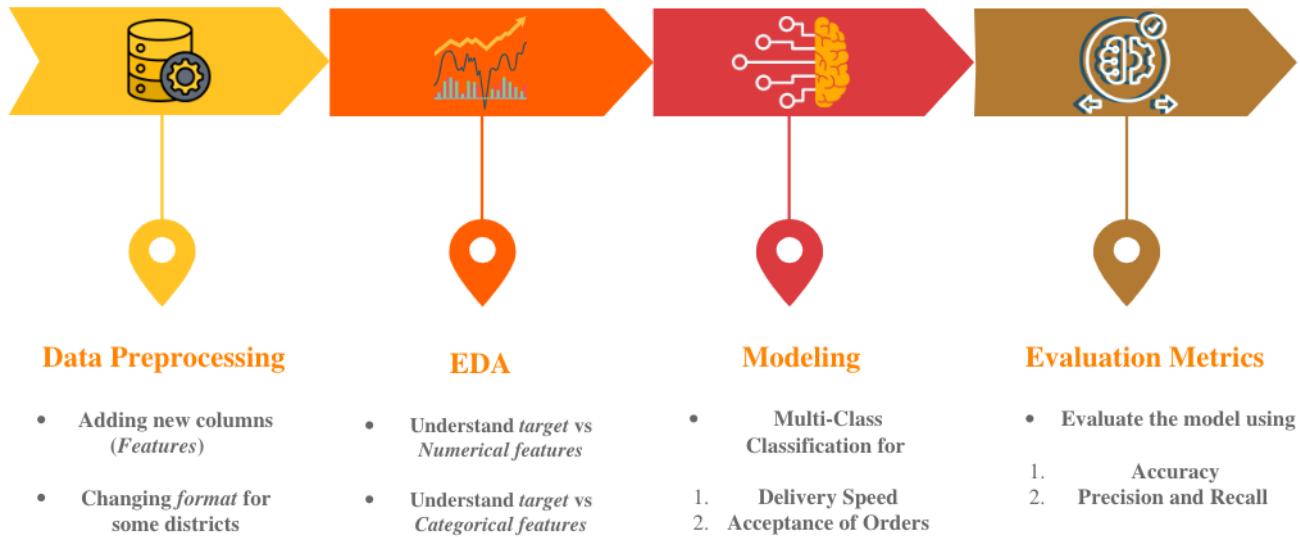 Data Preprocessing
• Adding new columns
(Features)
• Changing format for
some districts
EDA
• Understand target vs
Numerical features
• Understand target vs
Categorical features
Modeling
• Multi-Class
Classification for
1. Delivery Speed
2. Acceptance of Orders
Evaluation Metrics
• Evaluate the model using
1. Accuracy
2. Precision and Recall